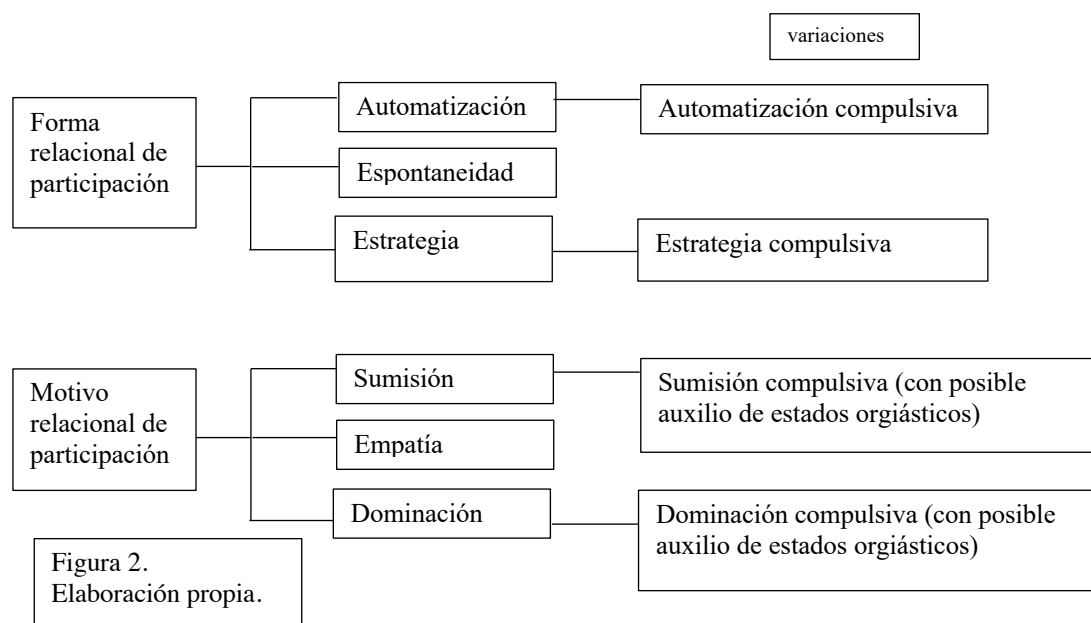 variaciones
Forma
relacional de
participación
Automatización
Automatización compulsiva
Espontaneidad
Estrategia
Estrategia compulsiva
Motivo
relacional de
participación
Sumisión
Sumisión compulsiva (con posible
auxilio de estados orgiásticos)
Empatía
Dominación
Dominación compulsiva (con posible
auxilio de estados orgiásticos)
Figura 2.
Elaboración propia.